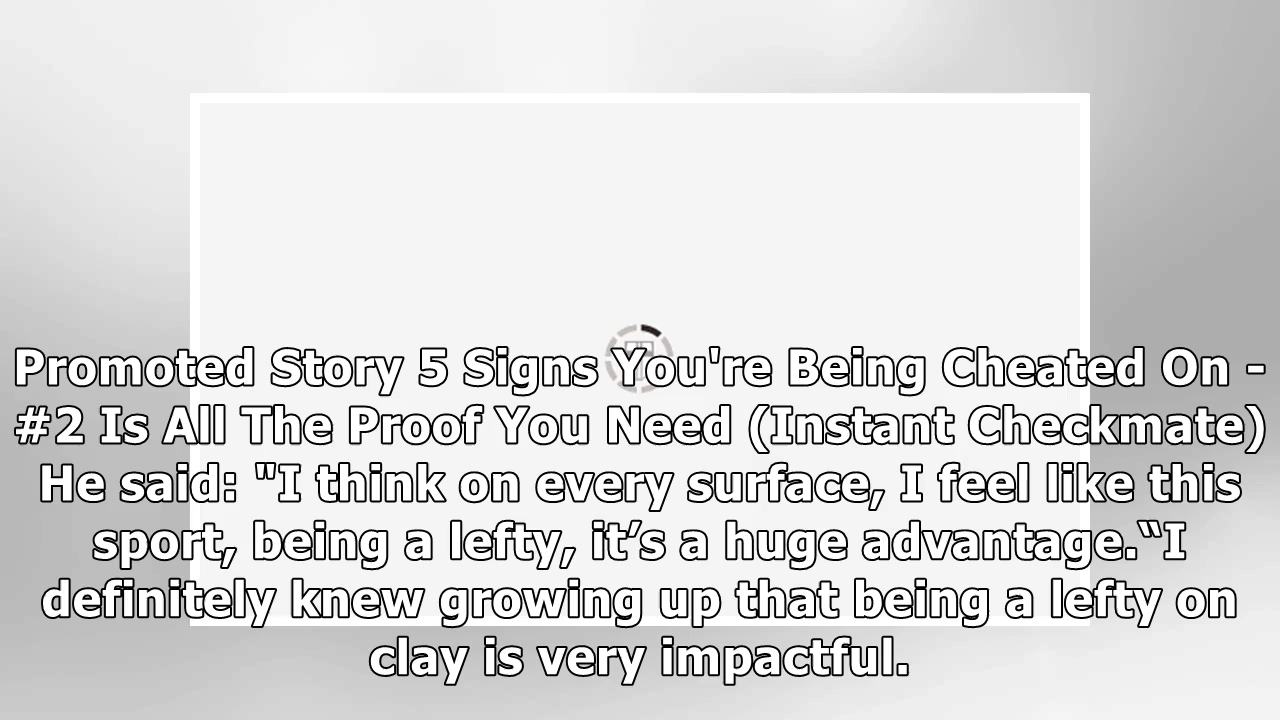 Promoted Story 5 Signs You're Being Cheated On -
#2 Is All The Proof You Need (Instant Checkmate)
He said: "I think on every surface, I feel like this
sport, being a lefty, it’s a huge advantage.“I
definitely knew growing up that being a lefty on
clay is very impactful.